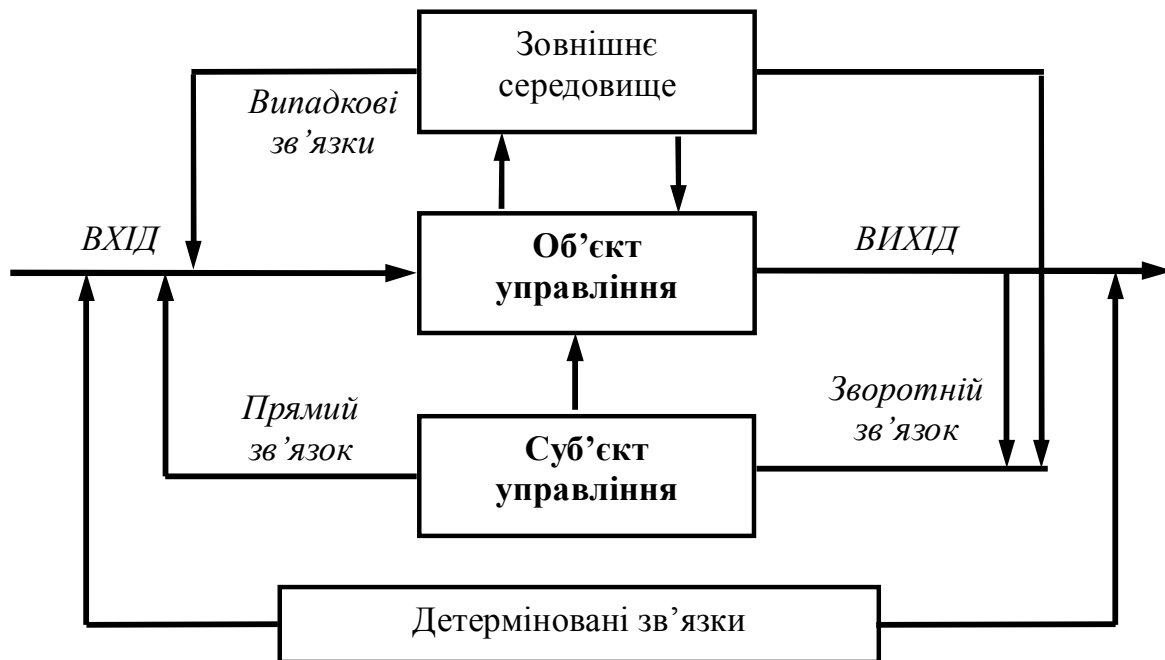 Зовнішнє
середовище
Випадкові
зв’язки
ВХІД
Об’єкт
управління
ВИХІД
Прямий
зв’язок
Суб’єкт
управління
Зворотній
зв’язок
Детерміновані зв’язки